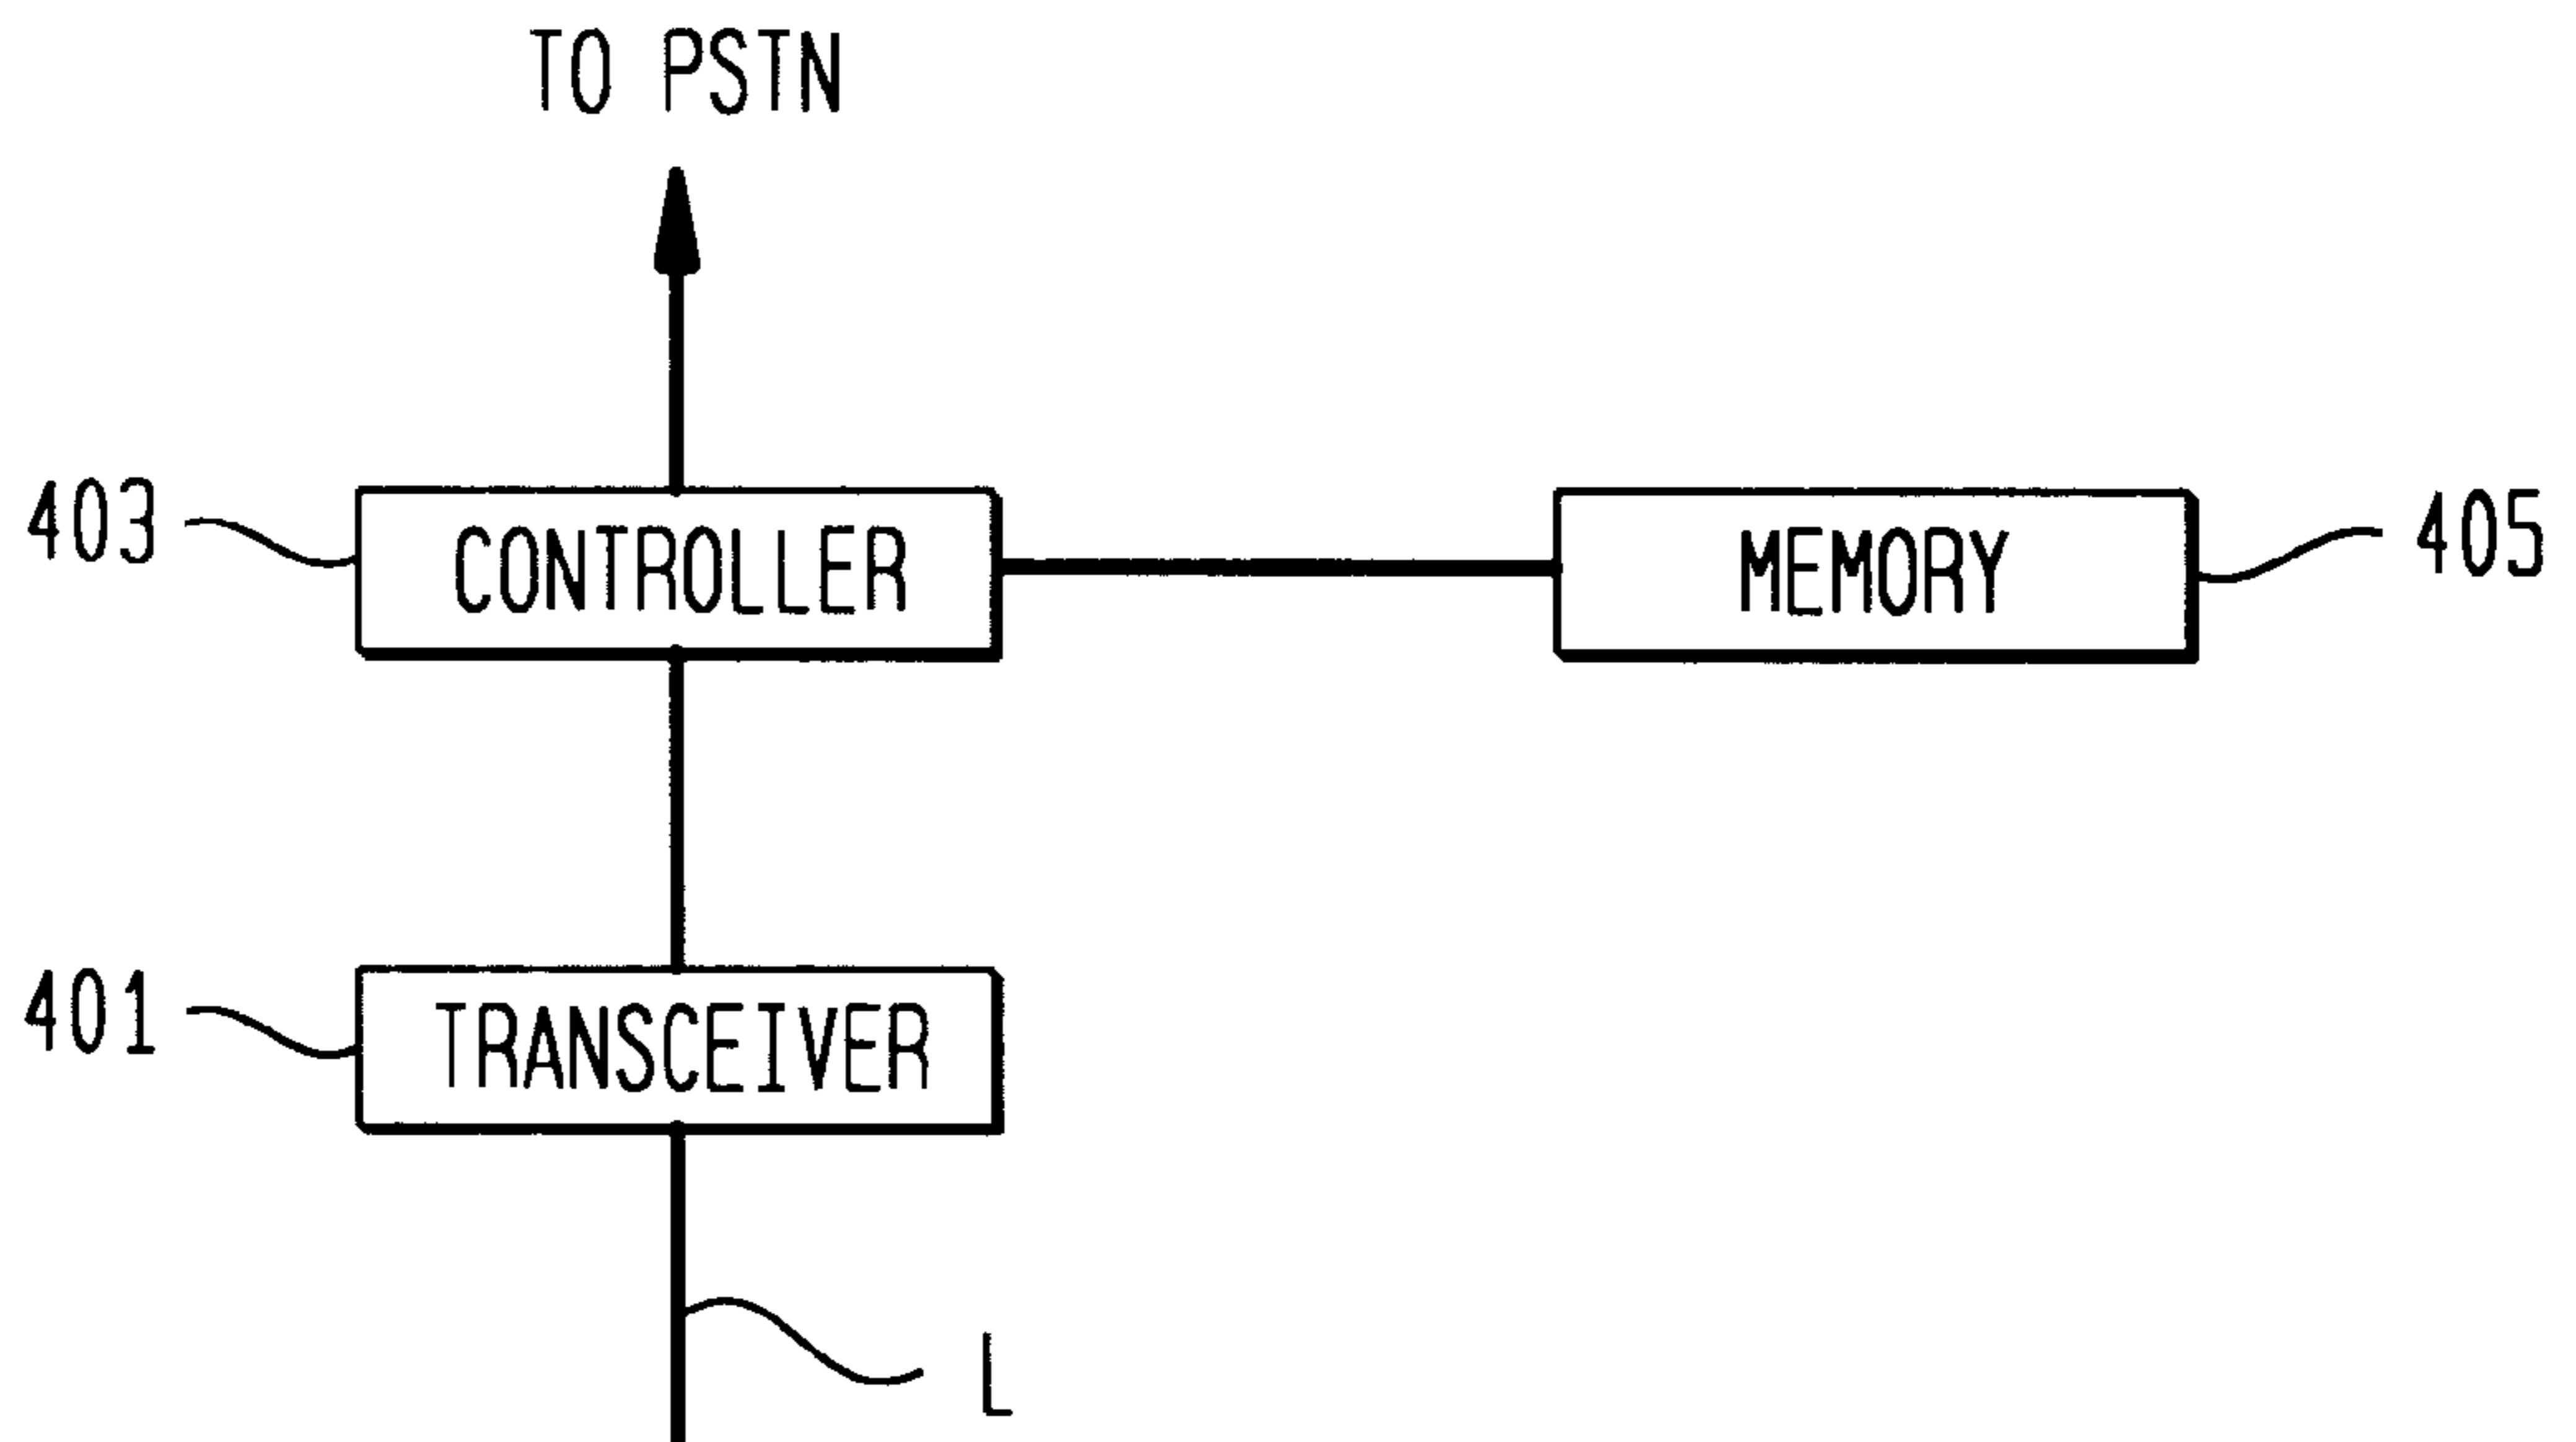 TO PSTN
403
CONTROLLER
MEMORY
405
401
TRANSCEIVER
L